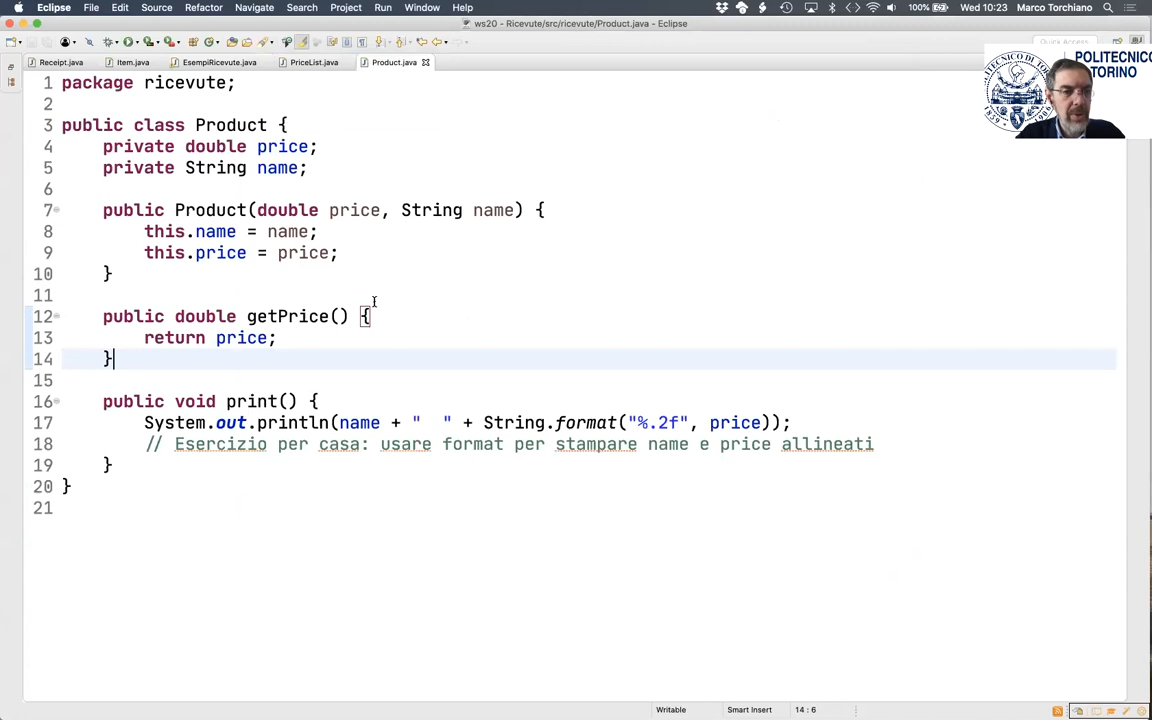 Eclipse File Edit Source Refactor Navigate Search Project Run Window Help 100% Wed 10:23 Marco Torchiano
ws20 - Ricevute/src/ricevute/Product.java - Eclipse
Quick Access
Receipt.java Item.java EsempiRicevute.java PriceList.java Product.java
POLITECNICO
TORINO
1859
1 package ricevute;
2
3 public class Product {
4 private double price;
5 private String name;
6
7 public Product(double price, String name) {
8 this.name = name;
9 this.price = price;
10 }
11
12 public double getPrice() {
13 return price;
14 }
15
16 public void print() {
17 System.out.println(name + "  " + String.format("%.2f", price));
18 // Esercizio per casa: usare format per stampare name e price allineati
19 }
20 }
21
Writable Smart Insert 14 : 6